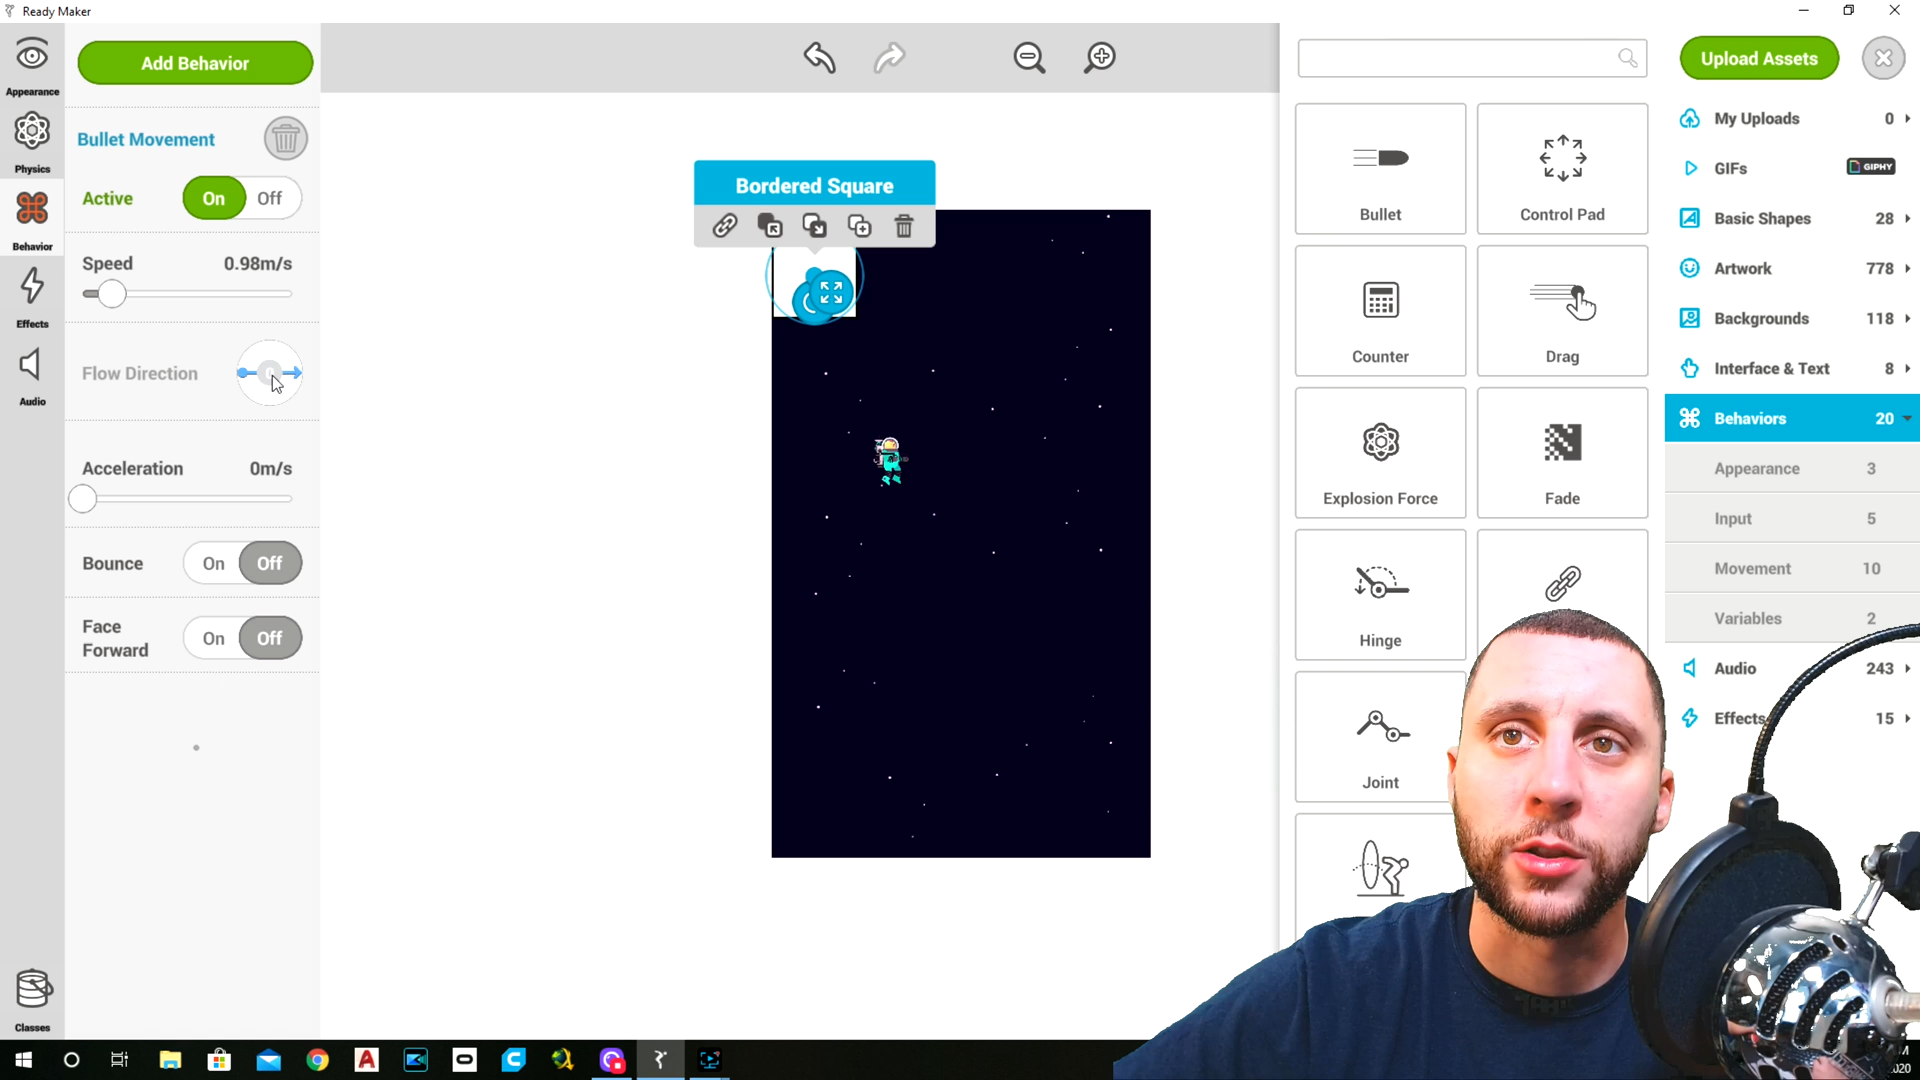 Ready Maker
Appearance
Physics
Behavior
Effects
Audio
Classes
Add Behavior
Bullet Movement
Active On Off
Speed 0.98m/s
Flow Direction
Acceleration 0m/s
Bounce On Off
Face
Forward On Off
Bordered Square
Bullet
Control Pad
Counter
Drag
Explosion Force
Fade
Hinge
Joint
Upload Assets
My Uploads 0
GIFs GIPHY
Basic Shapes 28
Artwork 778
Backgrounds 118
Interface & Text 8
Behaviors 20
Appearance 3
Input 5
Movement 10
Variables 2
Audio 243
Effects 15